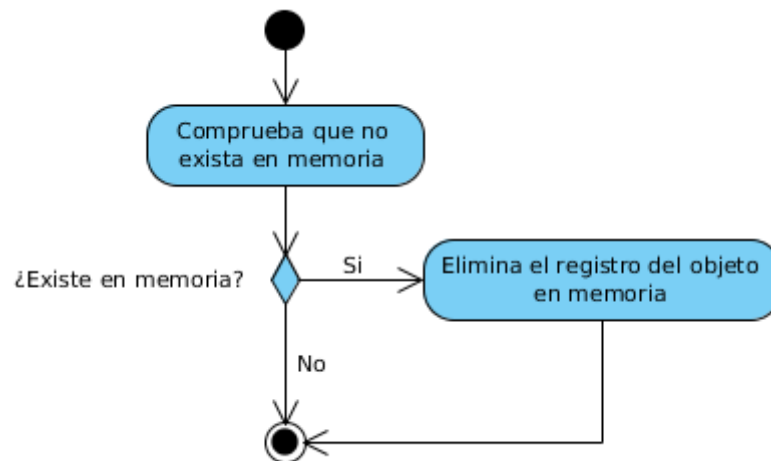 Comprueba que no
exista en memoria
¿Existe en memoria?
Si
Elimina el registro del objeto
en memoria
No